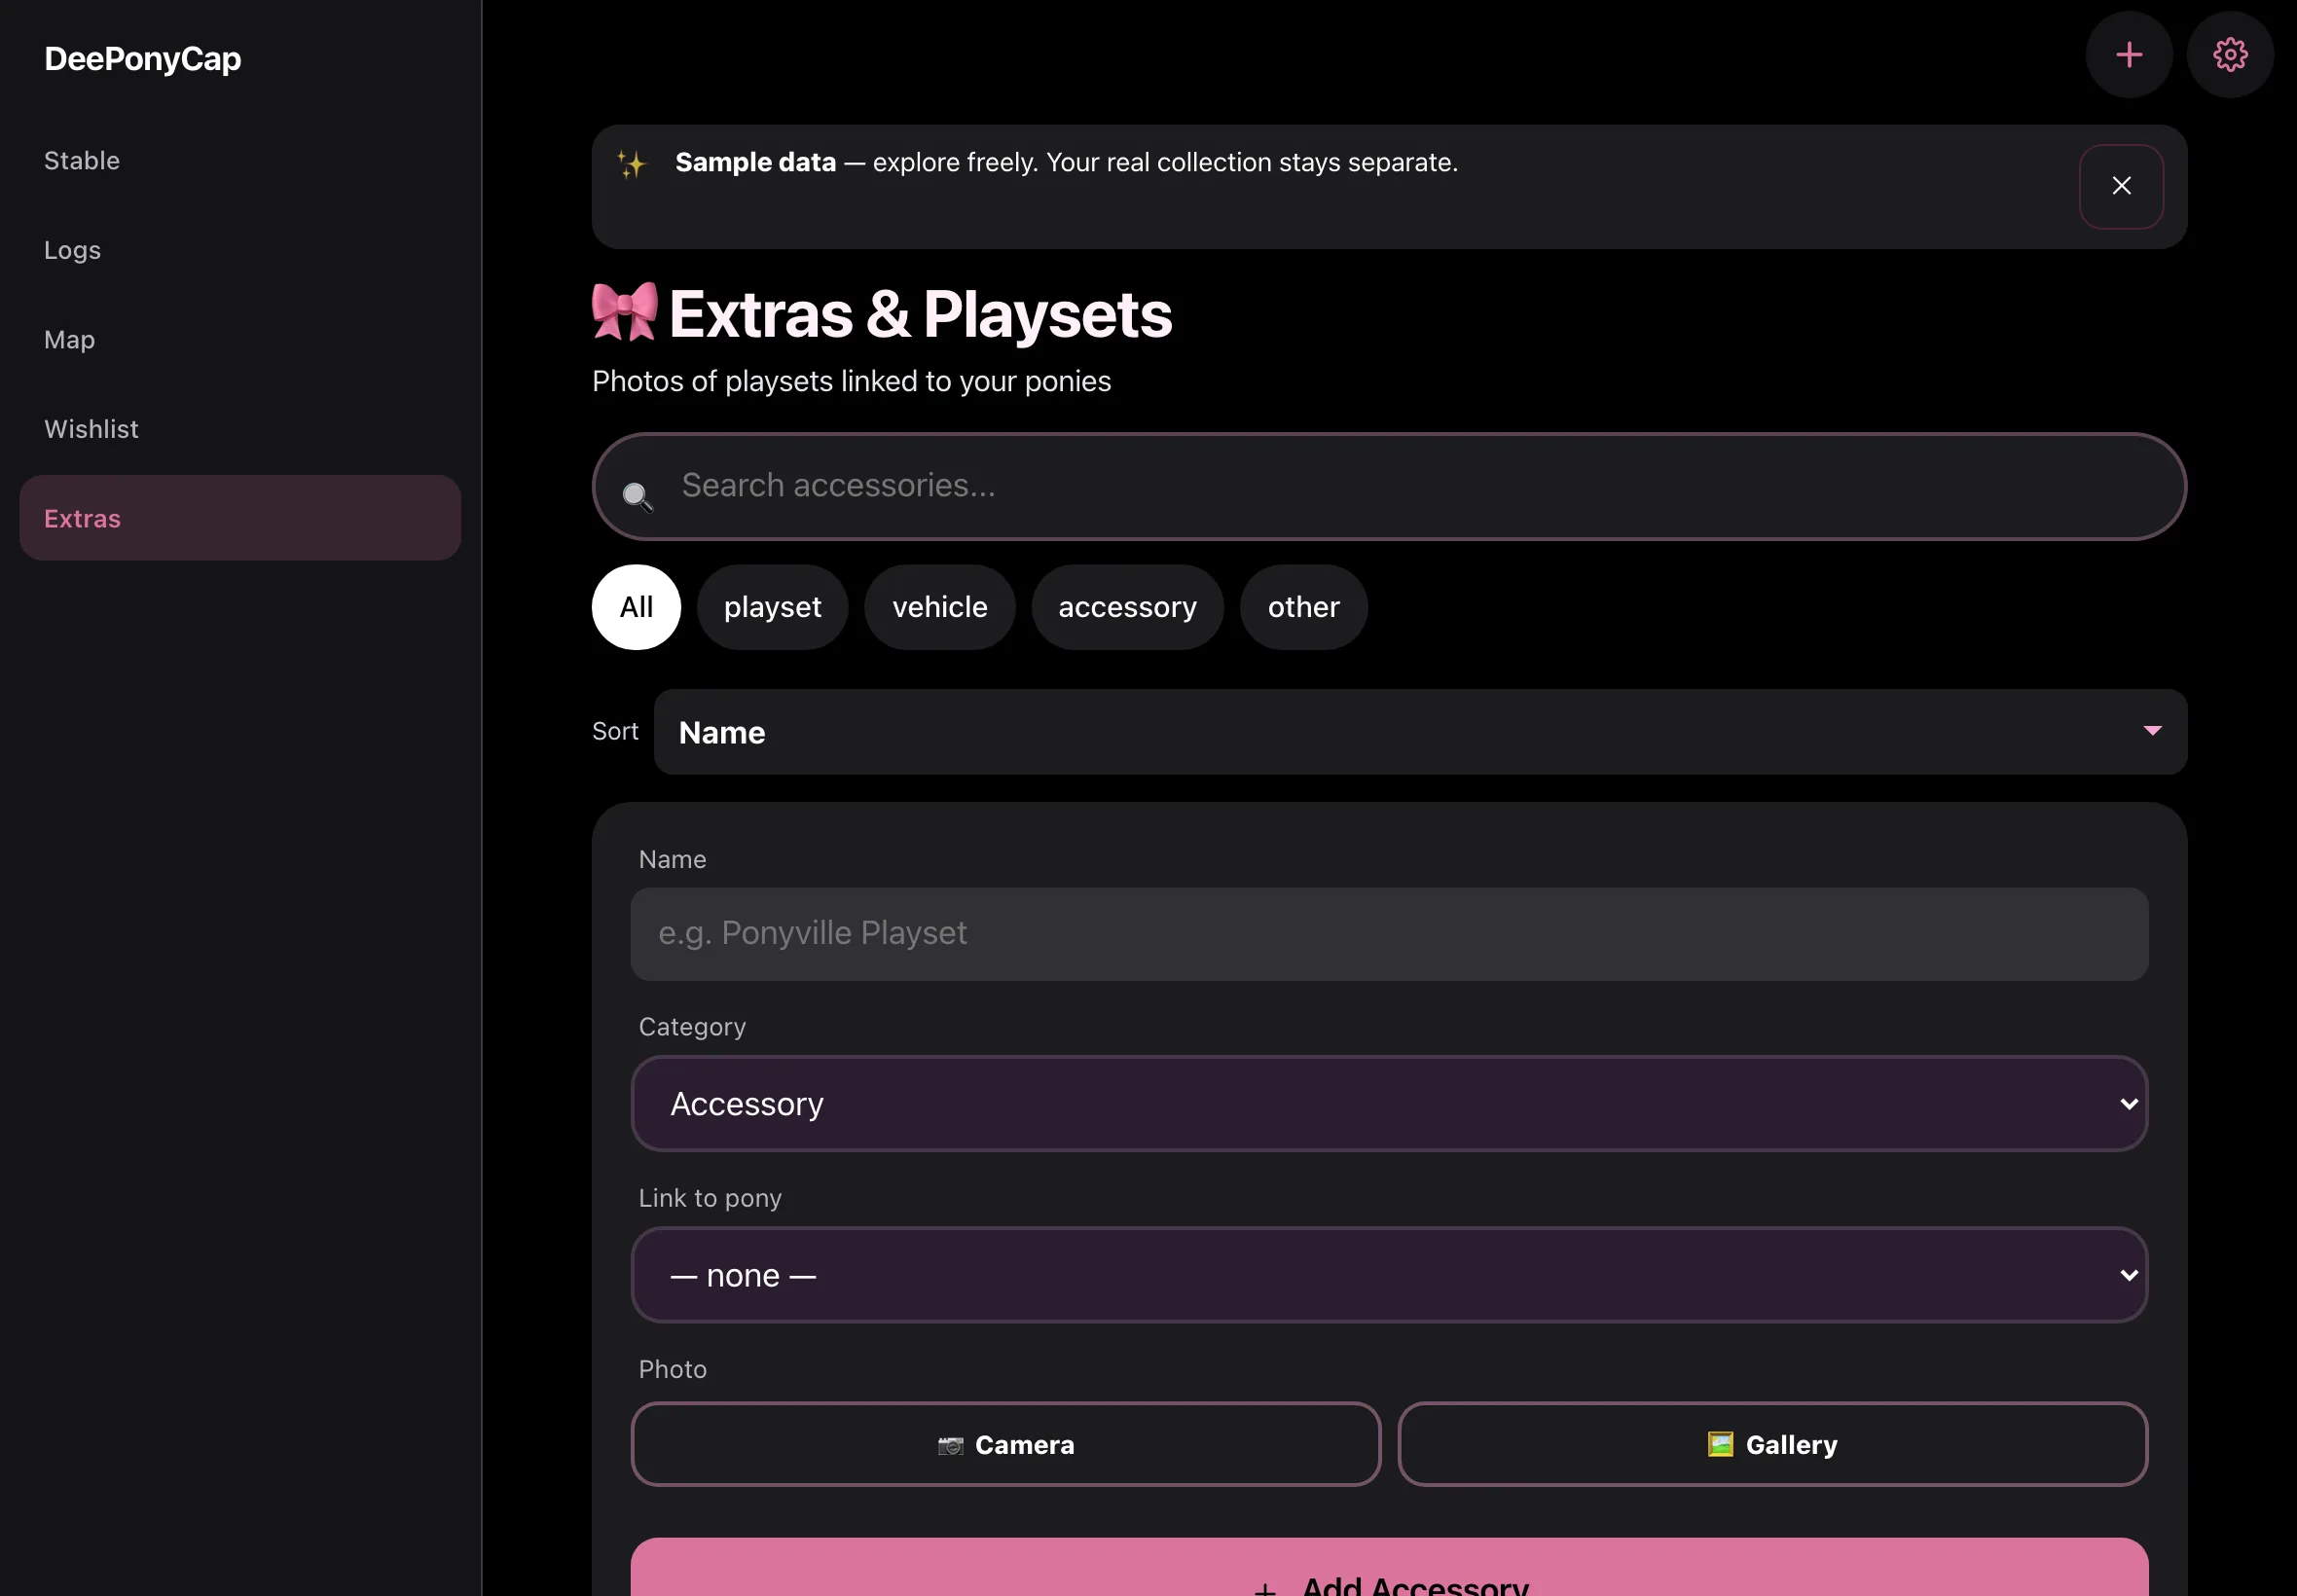 DeePonyCap
Stable
Logs
Map
Wishlist
Extras
Sample data — explore freely. Your real collection stays separate.
Extras & Playsets
Photos of playsets linked to your ponies
Search accessories...
All
playset
vehicle
accessory
other
Sort
Name
Name
e.g. Ponyville Playset
Category
Accessory
Link to pony
— none —
Photo
Camera
Gallery
+ Add Accessory